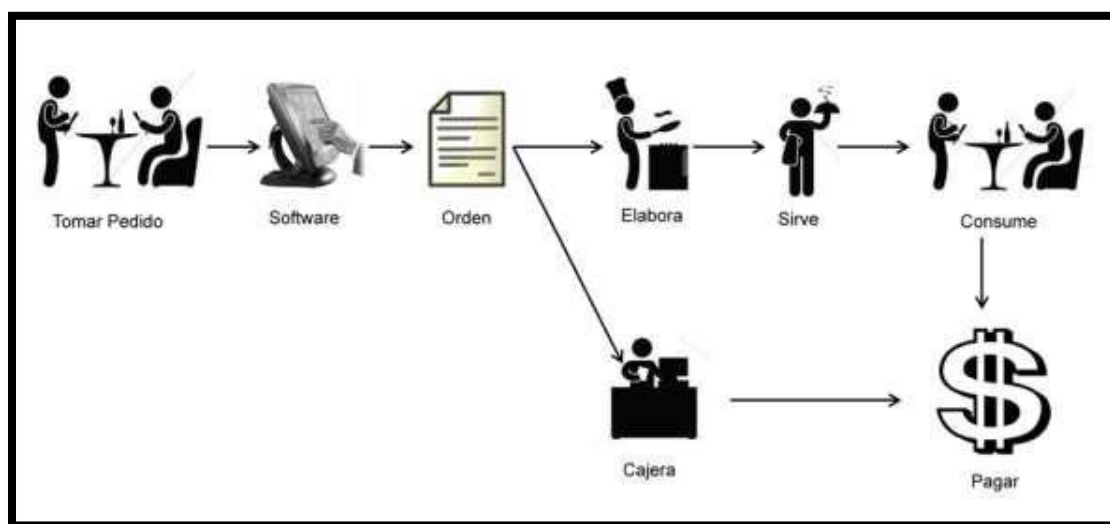 Tomar Pedido
Software
Orden
Elabora
Sirve
Consume
Cajera
Pagar